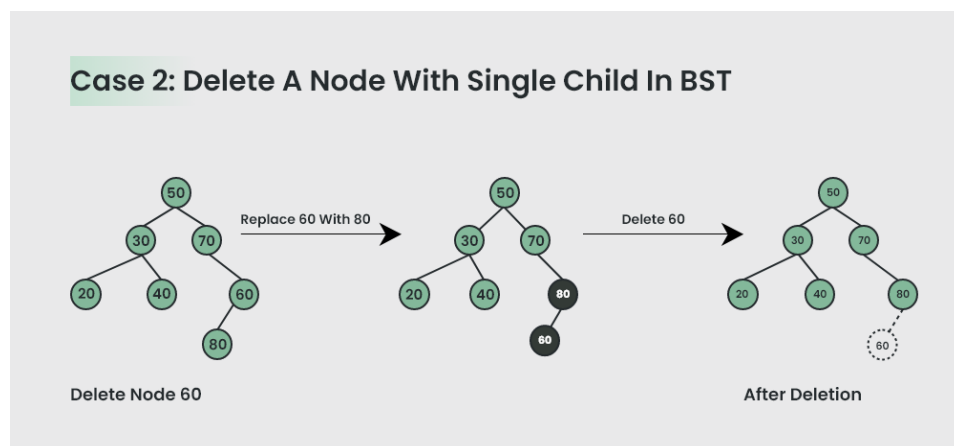 Case 2: Delete A Node With Single Child In BST
50
30 70
20 40 60
80
Delete Node 60
Replace 60 With 80
50
30 70
20 40 80
60
Delete 60
50
30 70
20 40 80
60
After Deletion